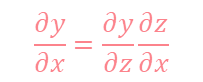 ∂y/∂x = ∂y/∂z ∂z/∂x